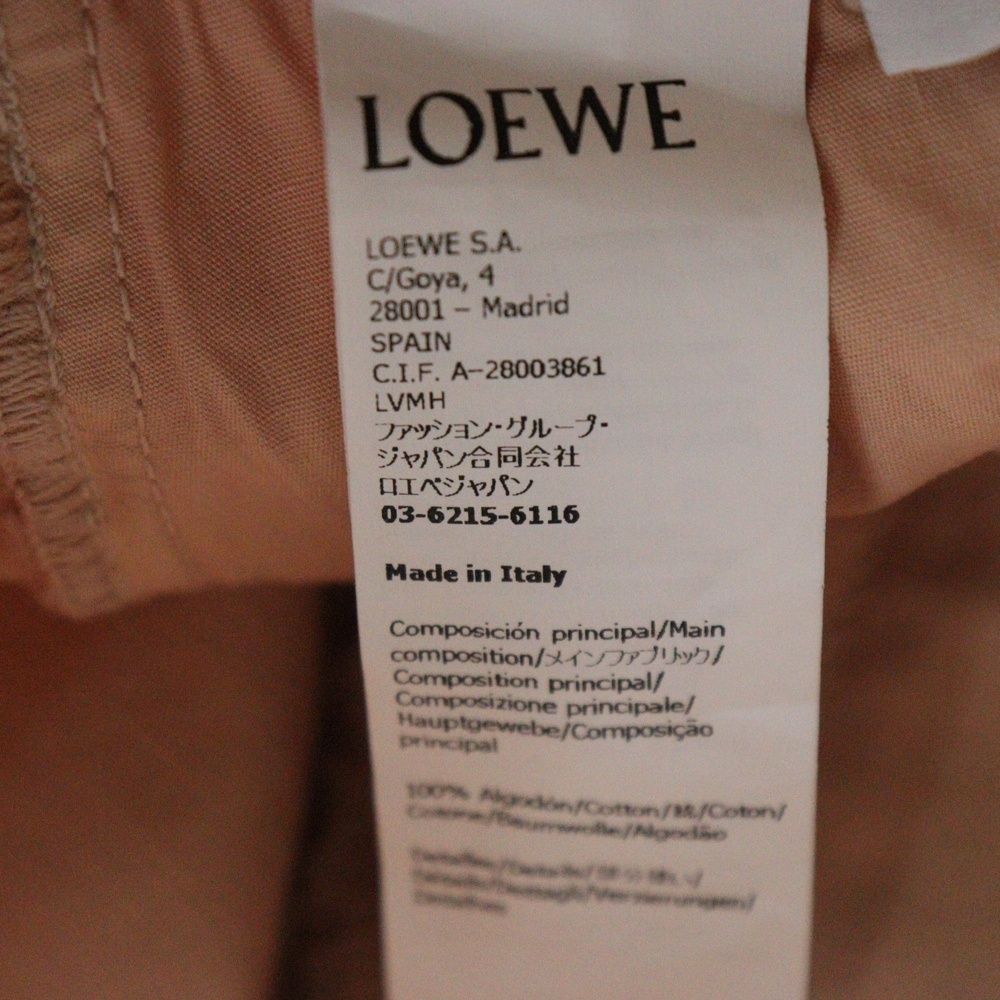 LOEWE
LOEWE S.A.
C/Goya, 4
28001 – Madrid
SPAIN
C.I.F. A-28003861
LVMH
ファッション・グループ・
ジャパン合同会社
ロエベジャパン
03-6215-6116
Made in Italy
Composición principal/Main
composition/メインファブリック/
Composition principal/
Composizione principale/
Hauptgewebe/Composição
principal
100% Algodón/Cotton/綿/Coton/
Cotone/Baumwolle/Algodão